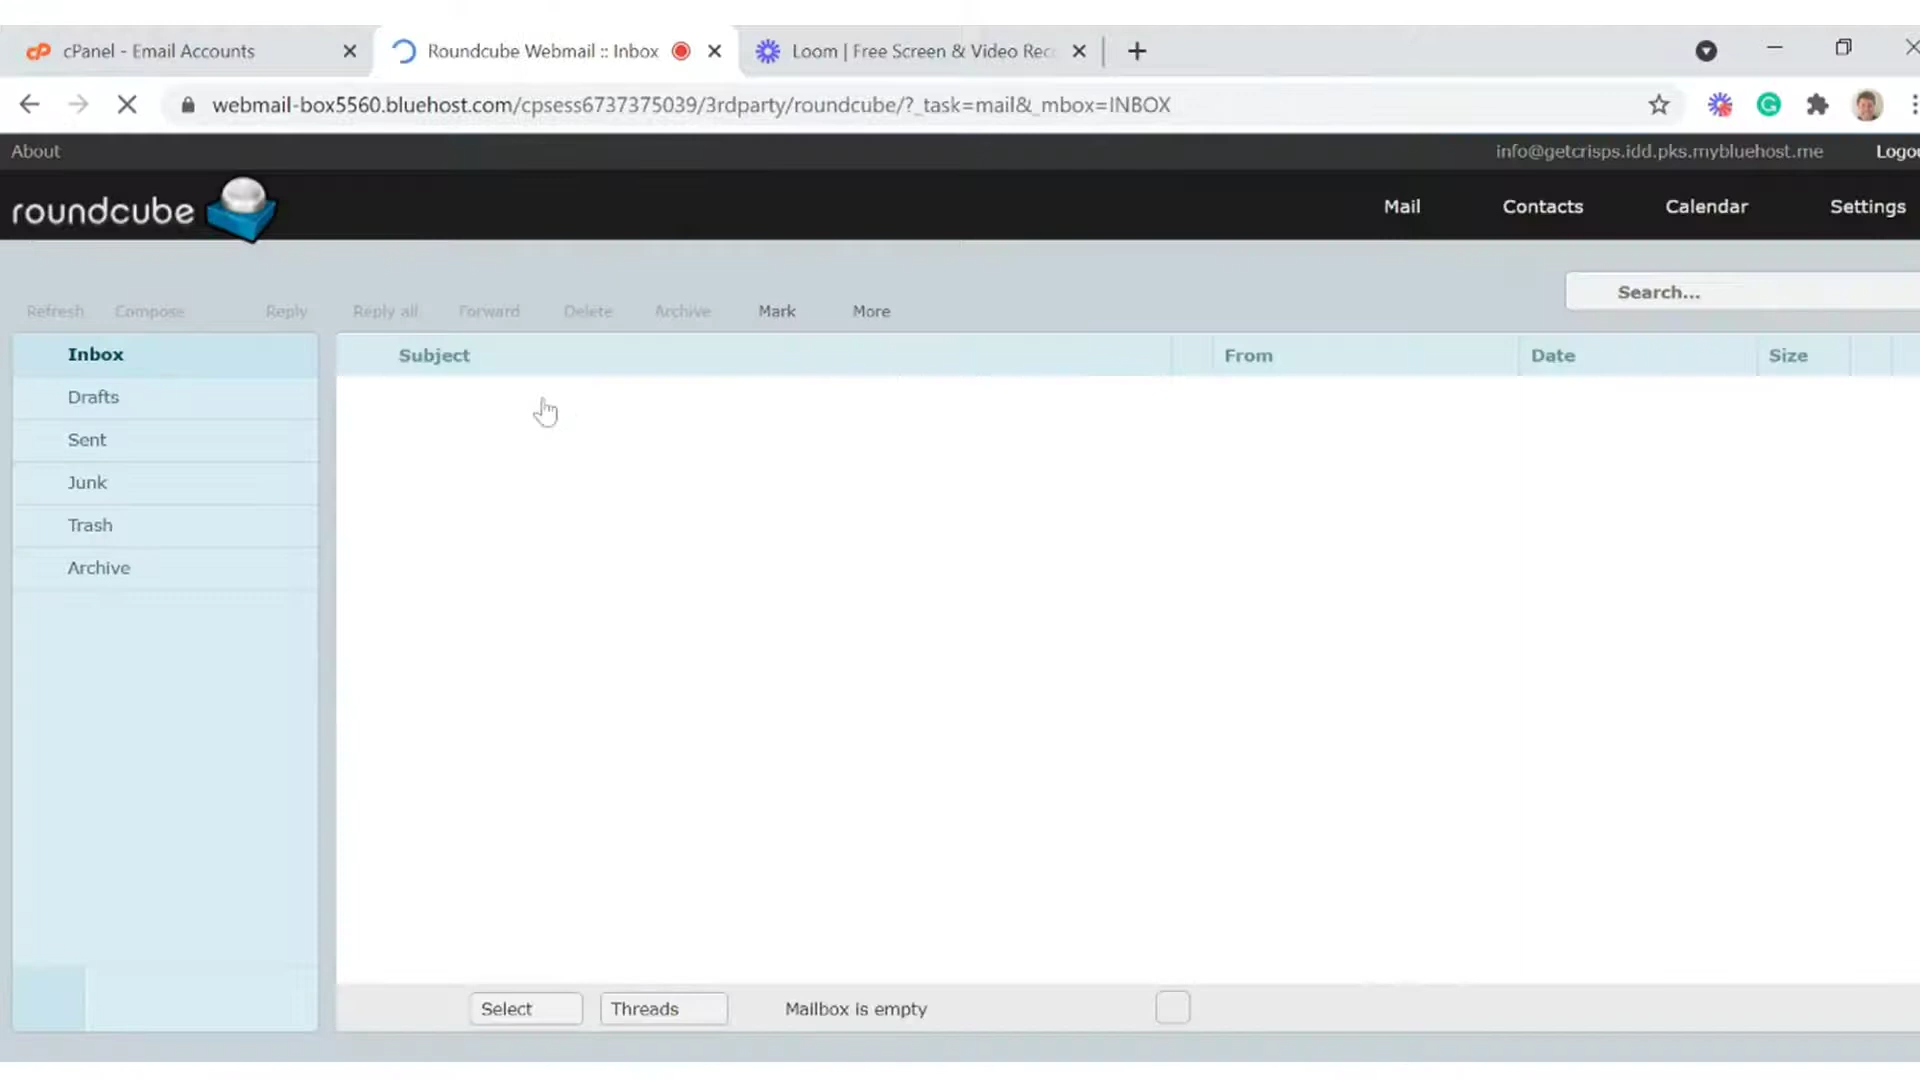 cPanel - Email Accounts
Roundcube Webmail :: Inbox
Loom | Free Screen & Video Rec
webmail-box5560.bluehost.com/cpsess6737375039/3rdparty/roundcube/?_task=mail&_mbox=INBOX
About
info@getcrisps.idd.pks.mybluehost.me
Logou
roundcube
Mail
Contacts
Calendar
Settings
Search...
Refresh
Compose
Reply
Reply all
Forward
Delete
Archive
Mark
More
Inbox
Drafts
Sent
Junk
Trash
Archive
Subject
From
Date
Size
Select
Threads
Mailbox is empty